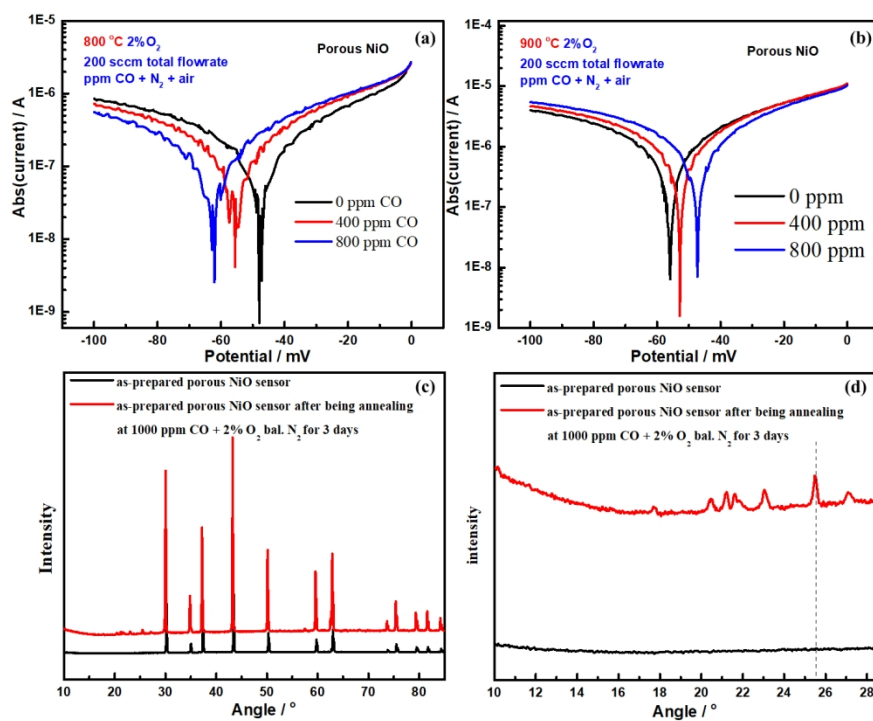 800 °C 2%O₂
200 sccm total flowrate
ppm CO + N₂ + air
Porous NiO
(a)
1E-5
1E-6
1E-7
1E-8
1E-9
Abs(current) / A
0 ppm CO
400 ppm CO
800 ppm CO
-100 -80 -60 -40 -20 0
Potential / mV
900 °C 2%O₂
200 sccm total flowrate
ppm CO + N₂ + air
Porous NiO
(b)
1E-4
1E-5
1E-6
1E-7
1E-8
1E-9
Abs(current) / A
0 ppm
400 ppm
800 ppm
-100 -80 -60 -40 -20 0
Potential / mV
as-prepared porous NiO sensor
(c)
as-prepared porous NiO sensor after being annealing
at 1000 ppm CO + 2% O₂ bal. N₂ for 3 days
Intensity
10 20 30 40 50 60 70 80
Angle / °
as-prepared porous NiO sensor
(d)
as-prepared porous NiO sensor after being annealing
at 1000 ppm CO + 2% O₂ bal. N₂ for 3 days
intensity
10 12 14 16 18 20 22 24 26 28
Angle / °